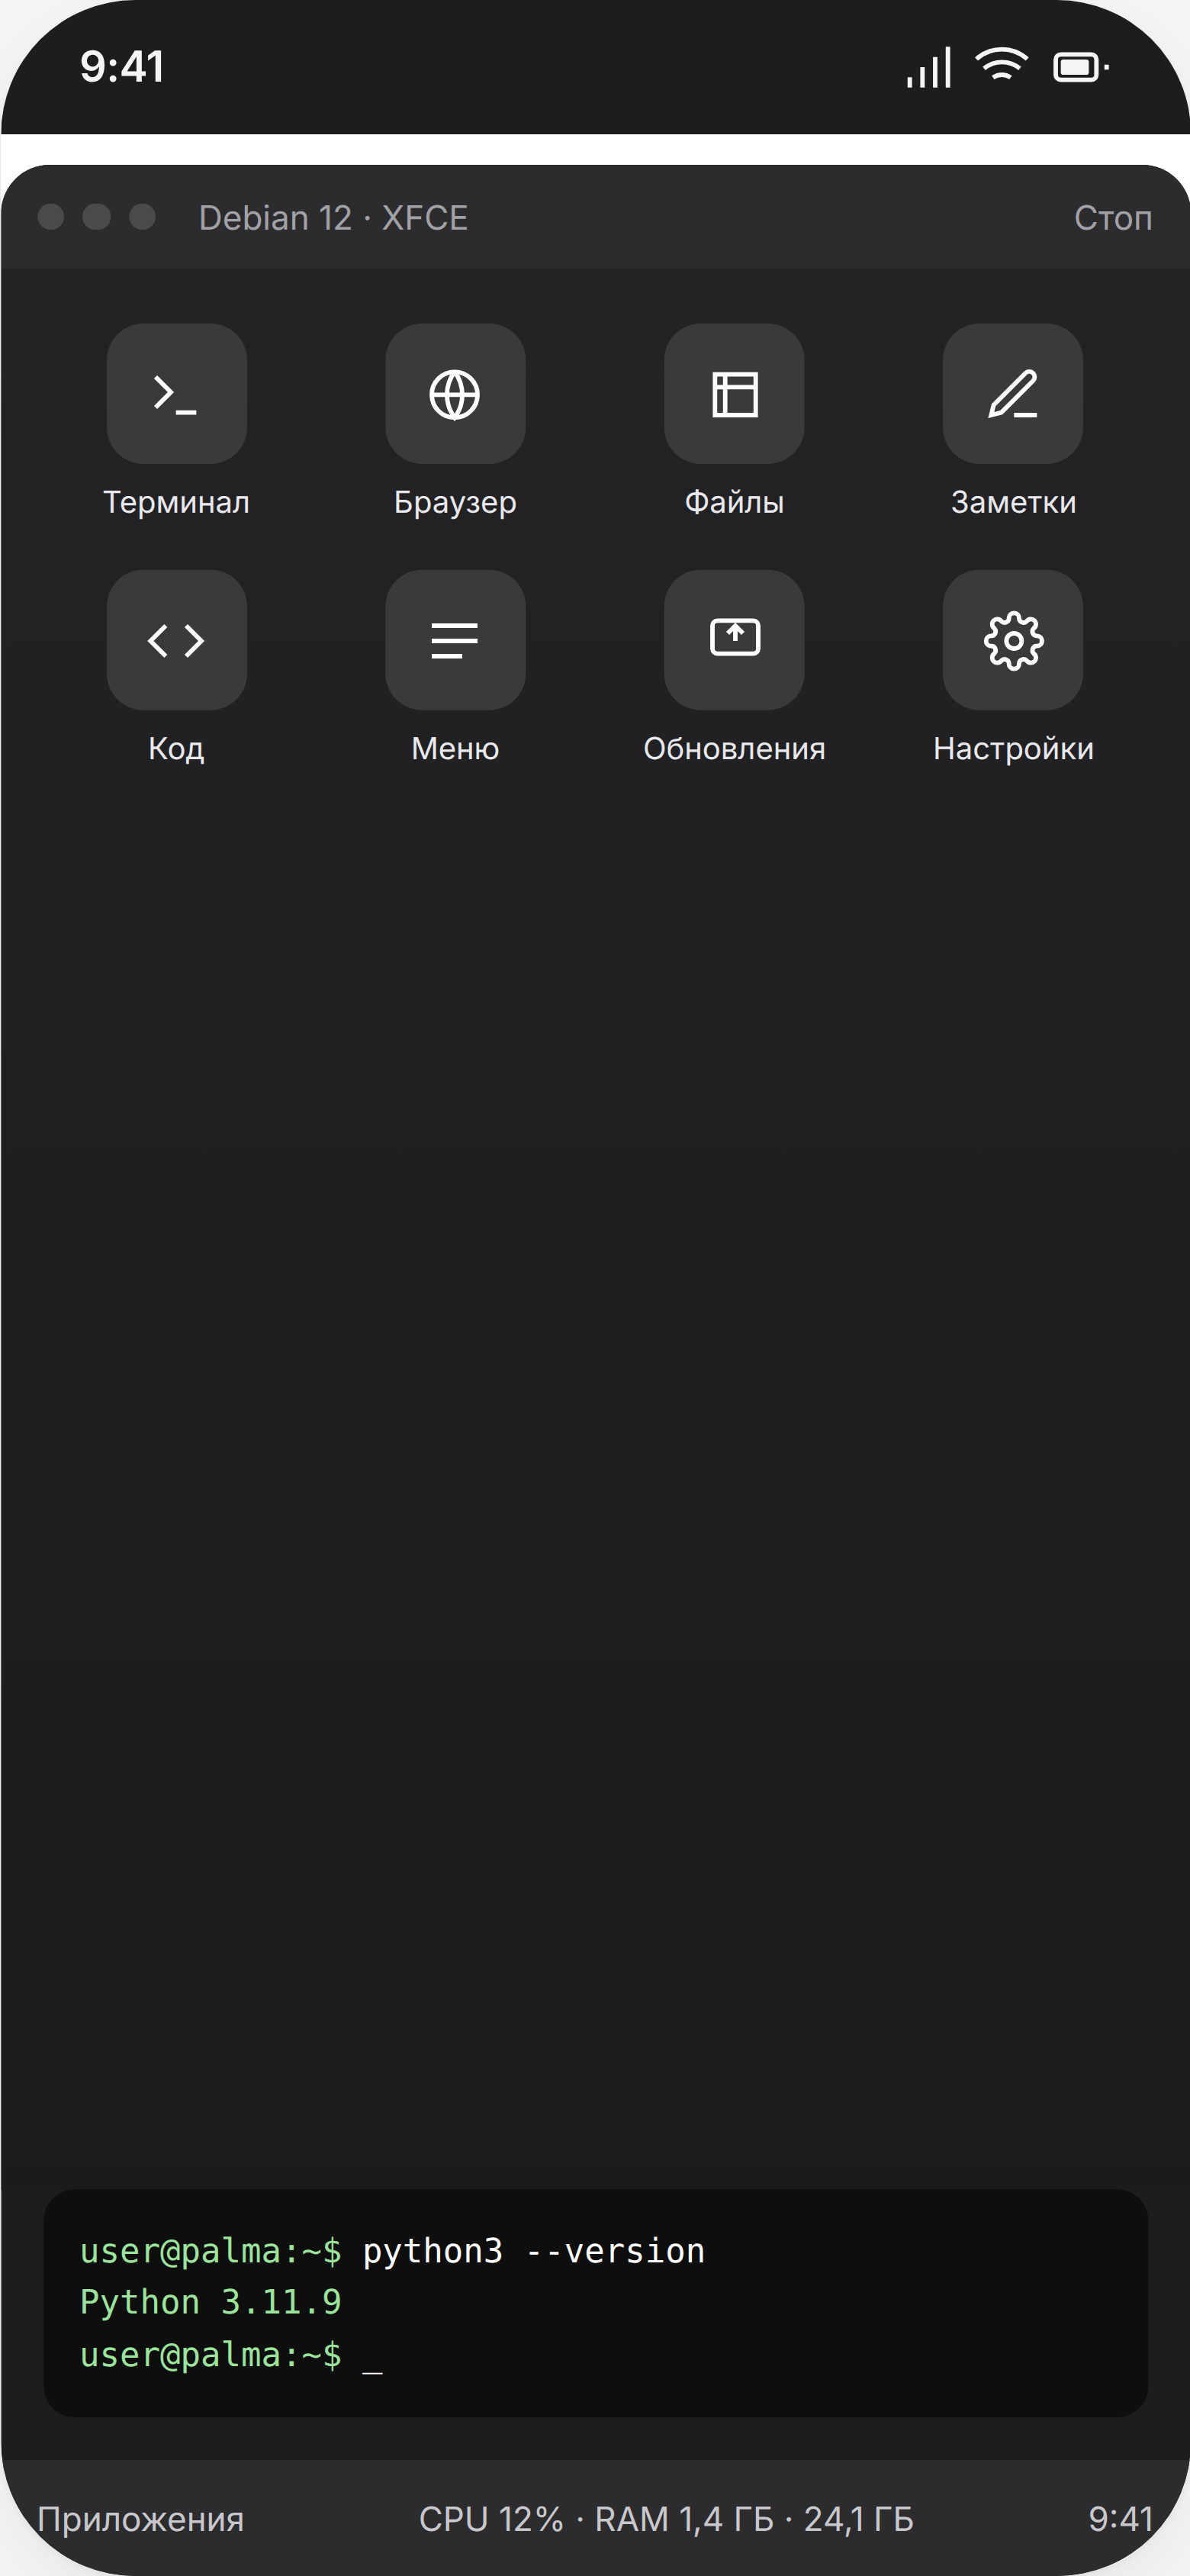 9:41
Debian 12 · XFCE Стоп
Терминал Браузер Файлы Заметки
Код Меню Обновления Настройки
user@palma:~$ python3 --version
Python 3.11.9
user@palma:~$ _
Приложения CPU 12% · RAM 1,4 ГБ · 24,1 ГБ 9:41